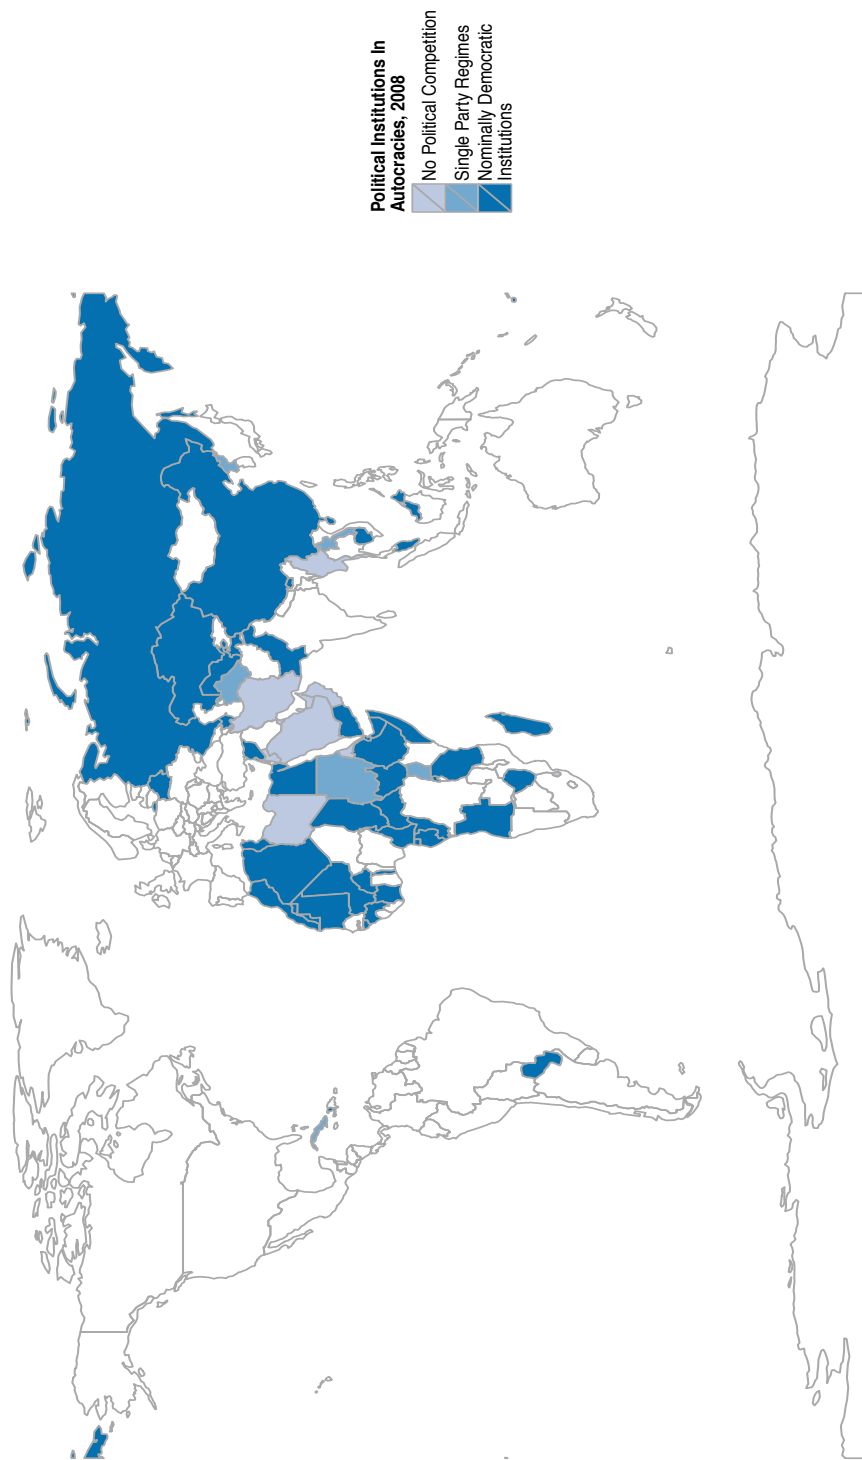 Political Institutions In
Autocracies, 2008
No Political Competition
Single Party Regimes
Nominally Democratic
Institutions